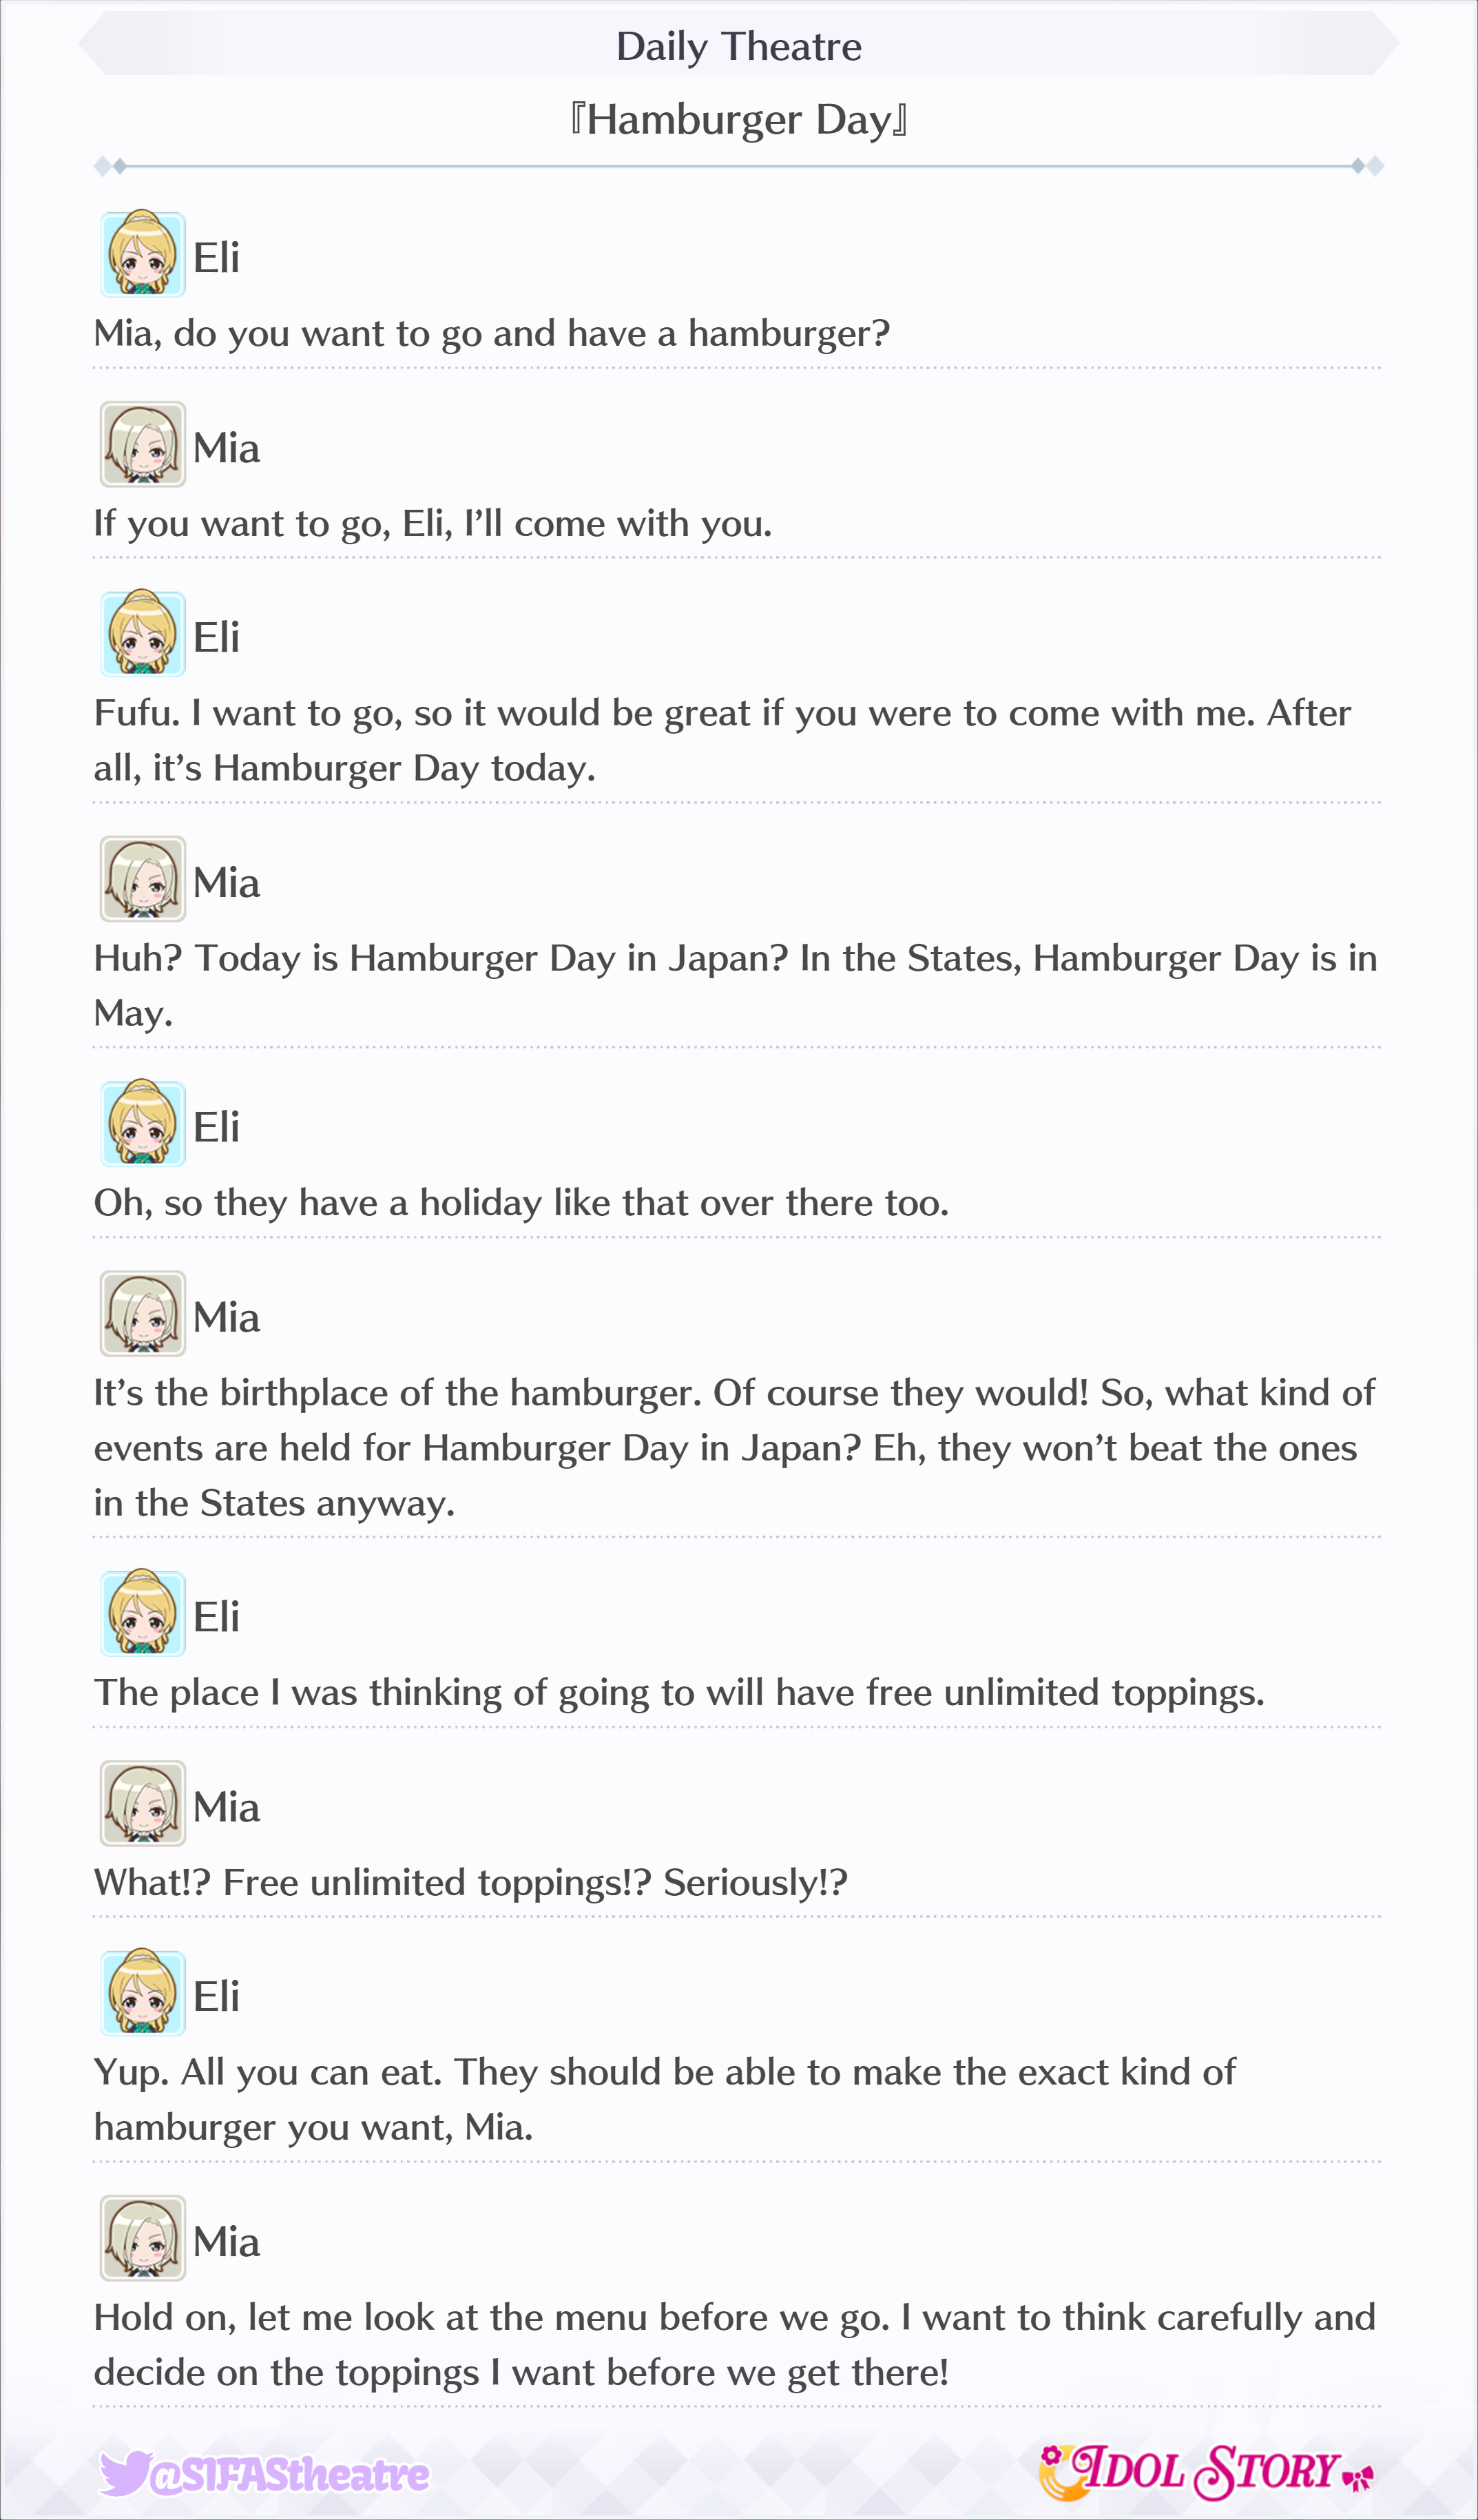 Daily Theatre
『Hamburger Day』
Eli
Mia, do you want to go and have a hamburger?
Mia
If you want to go, Eli, I’ll come with you.
Eli
Fufu. I want to go, so it would be great if you were to come with me. After
all, it’s Hamburger Day today.
Mia
Huh? Today is Hamburger Day in Japan? In the States, Hamburger Day is in
May.
Eli
Oh, so they have a holiday like that over there too.
Mia
It’s the birthplace of the hamburger. Of course they would! So, what kind of
events are held for Hamburger Day in Japan? Eh, they won’t beat the ones
in the States anyway.
Eli
The place I was thinking of going to will have free unlimited toppings.
Mia
What!? Free unlimited toppings!? Seriously!?
Eli
Yup. All you can eat. They should be able to make the exact kind of
hamburger you want, Mia.
Mia
Hold on, let me look at the menu before we go. I want to think carefully and
decide on the toppings I want before we get there!
@SIFAStheatre
IDOL STORY